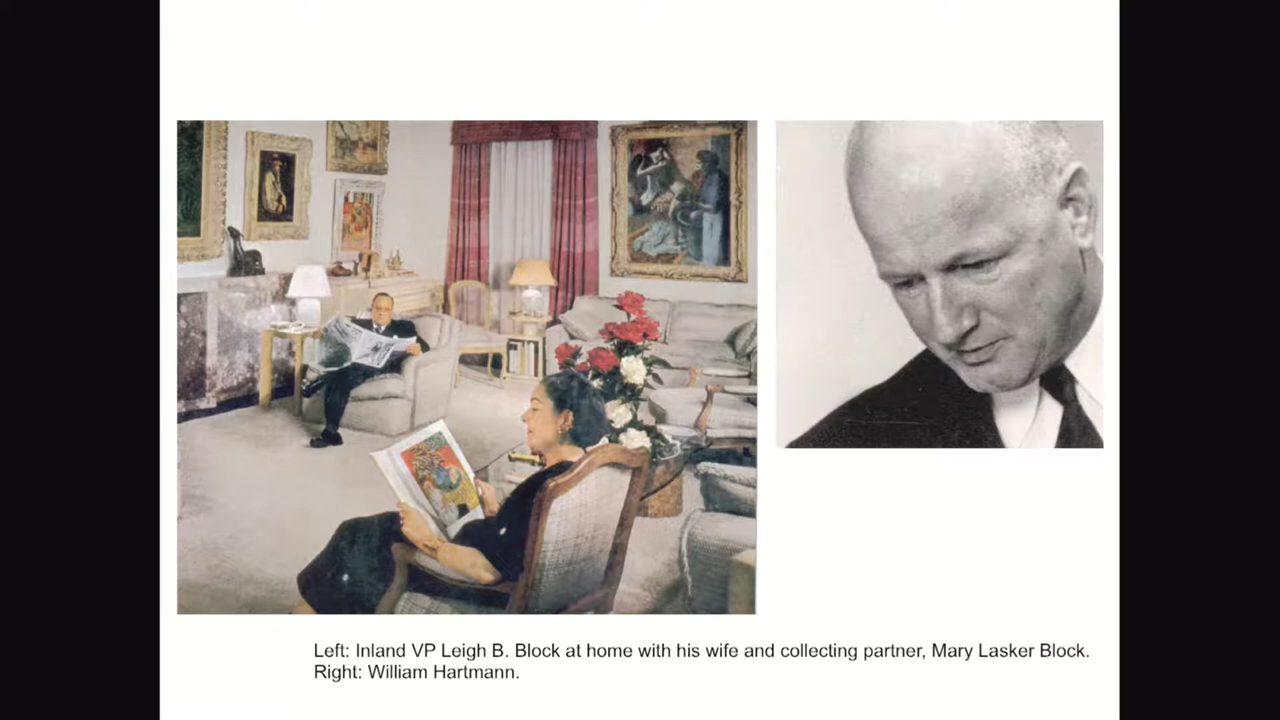 Left: Inland VP Leigh B. Block at home with his wife and collecting partner, Mary Lasker Block.
Right: William Hartmann.